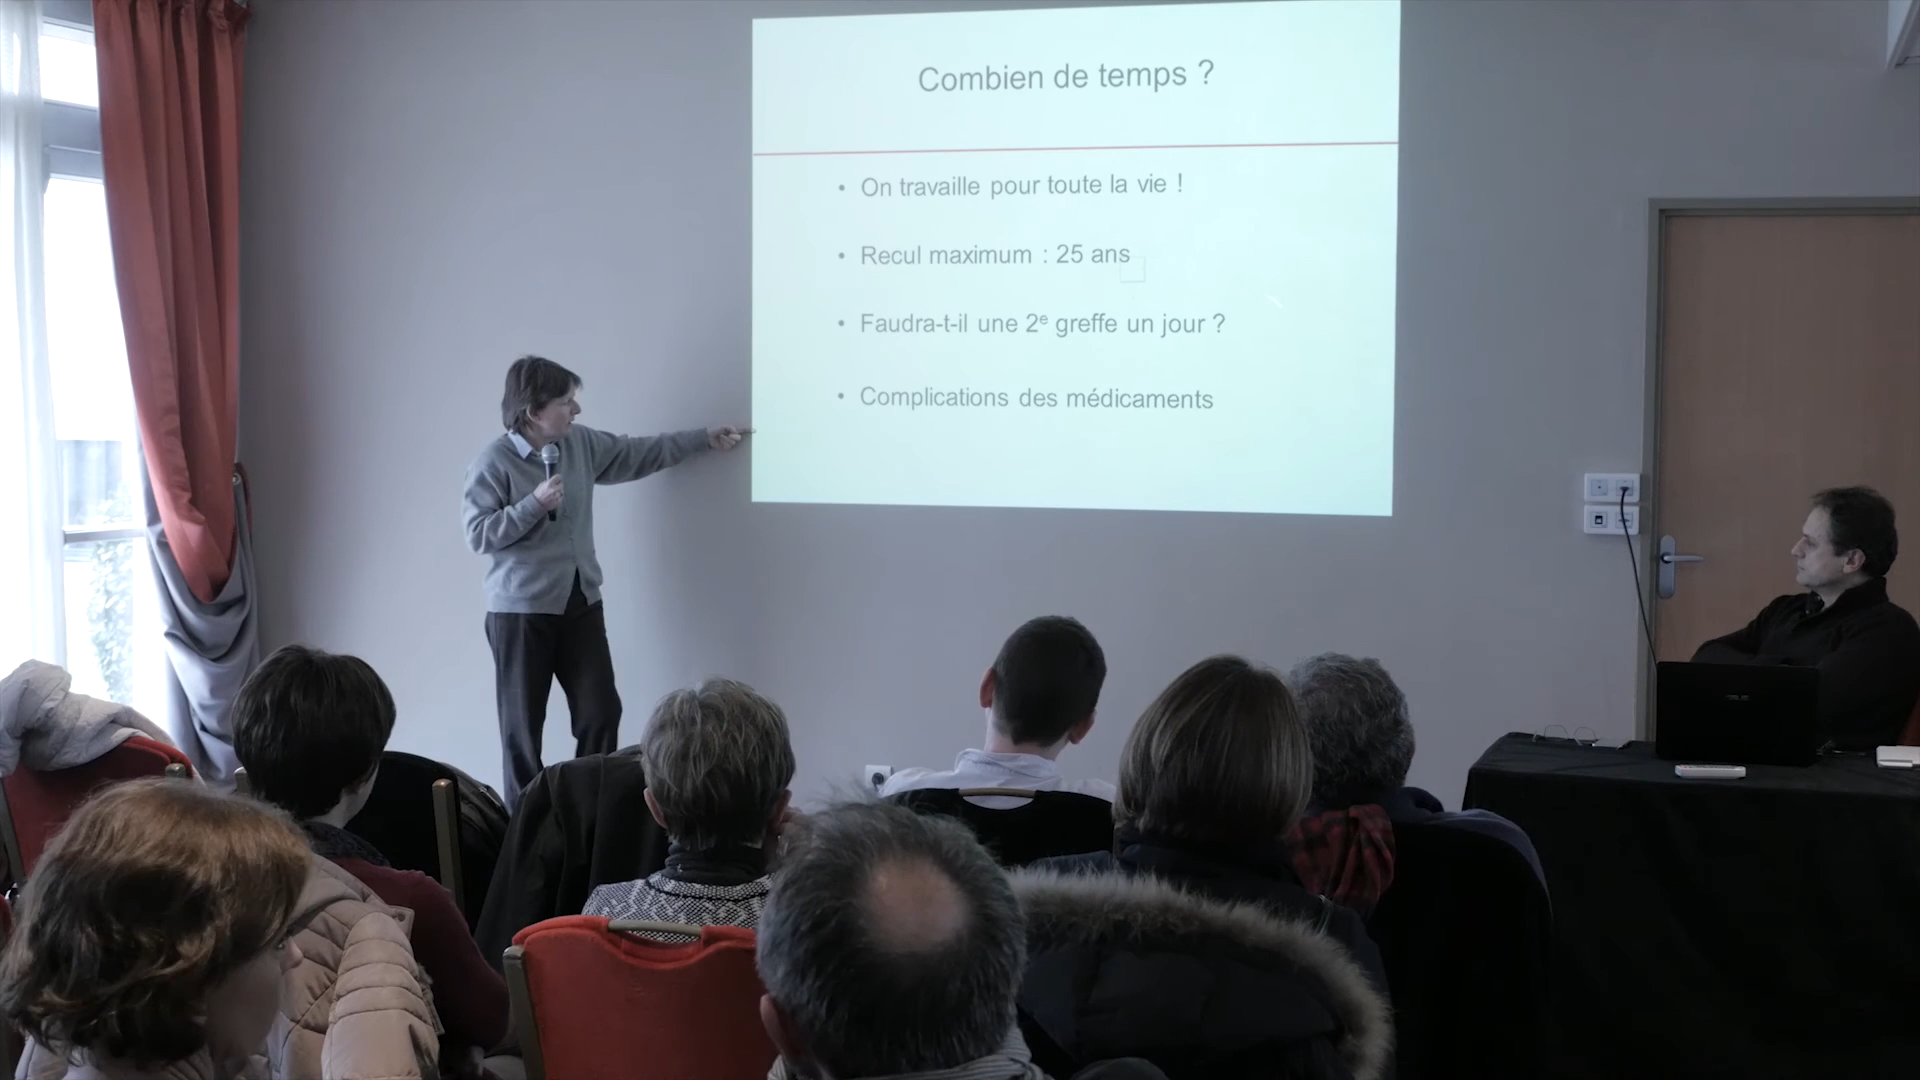 Combien de temps ?
• On travaille pour toute la vie !
• Recul maximum : 25 ans
• Faudra-t-il une 2e greffe un jour ?
• Complications des médicaments